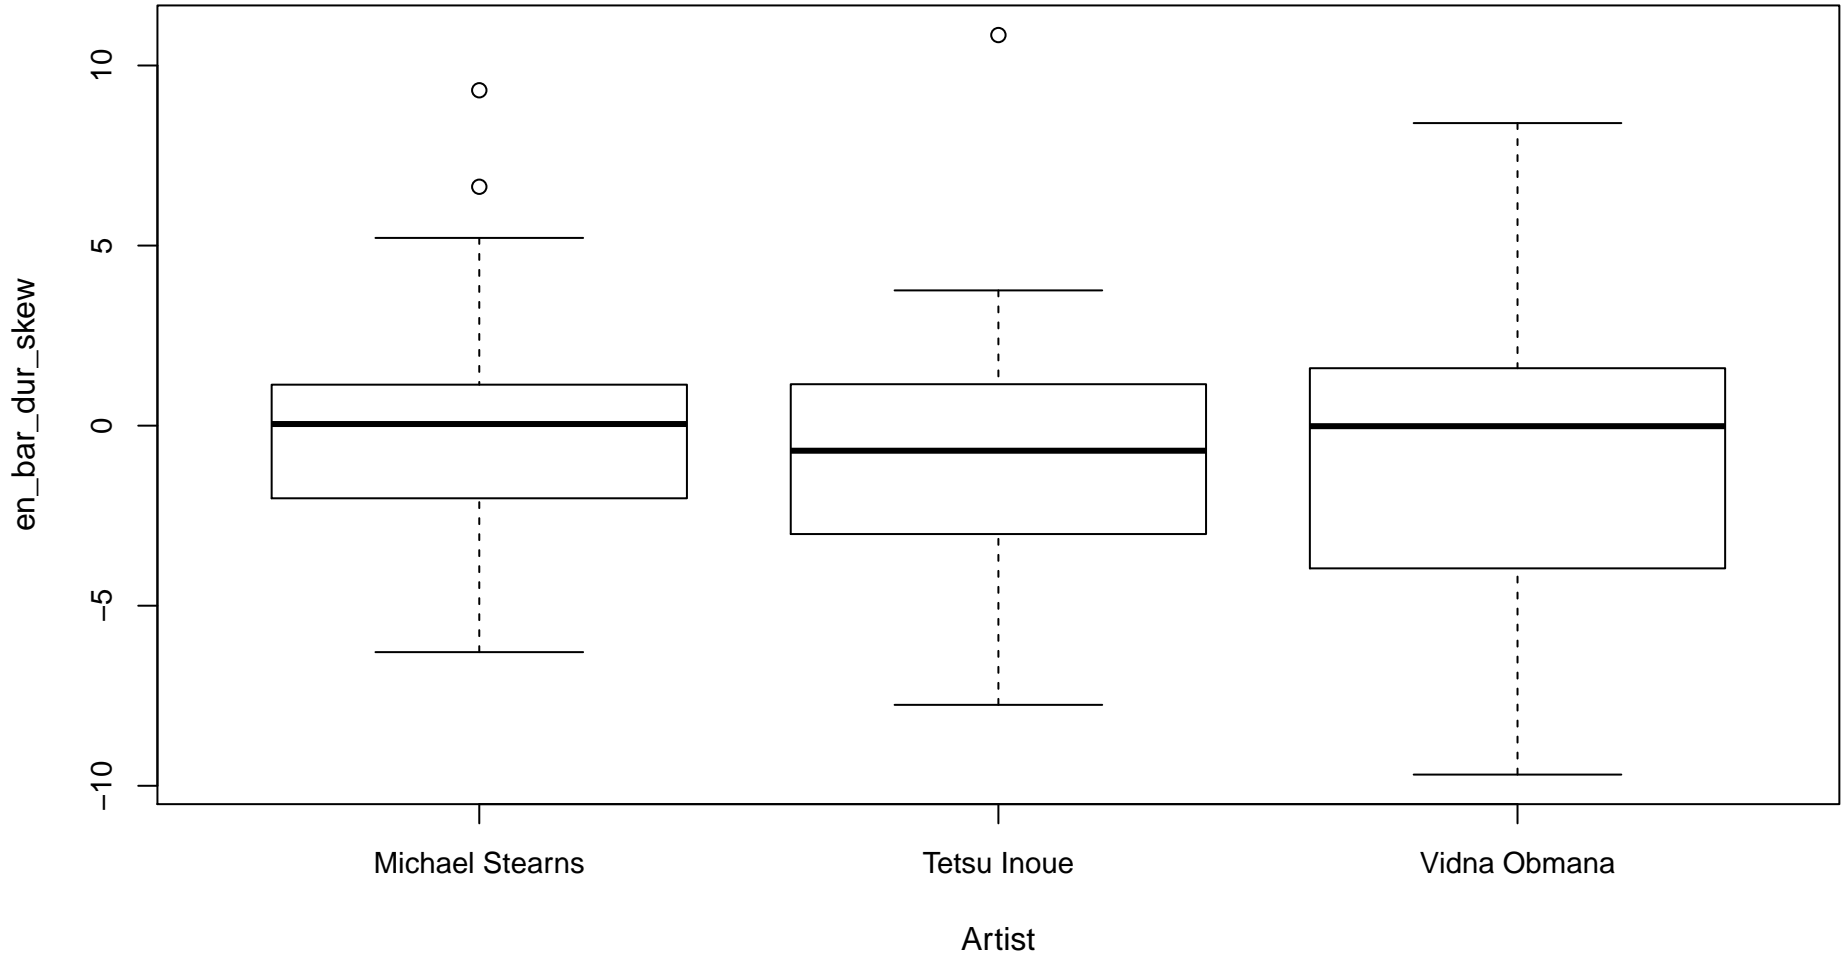 en_bar_dur_skew
10
5
0
−5
−10
Michael Stearns
Tetsu Inoue
Vidna Obmana
Artist